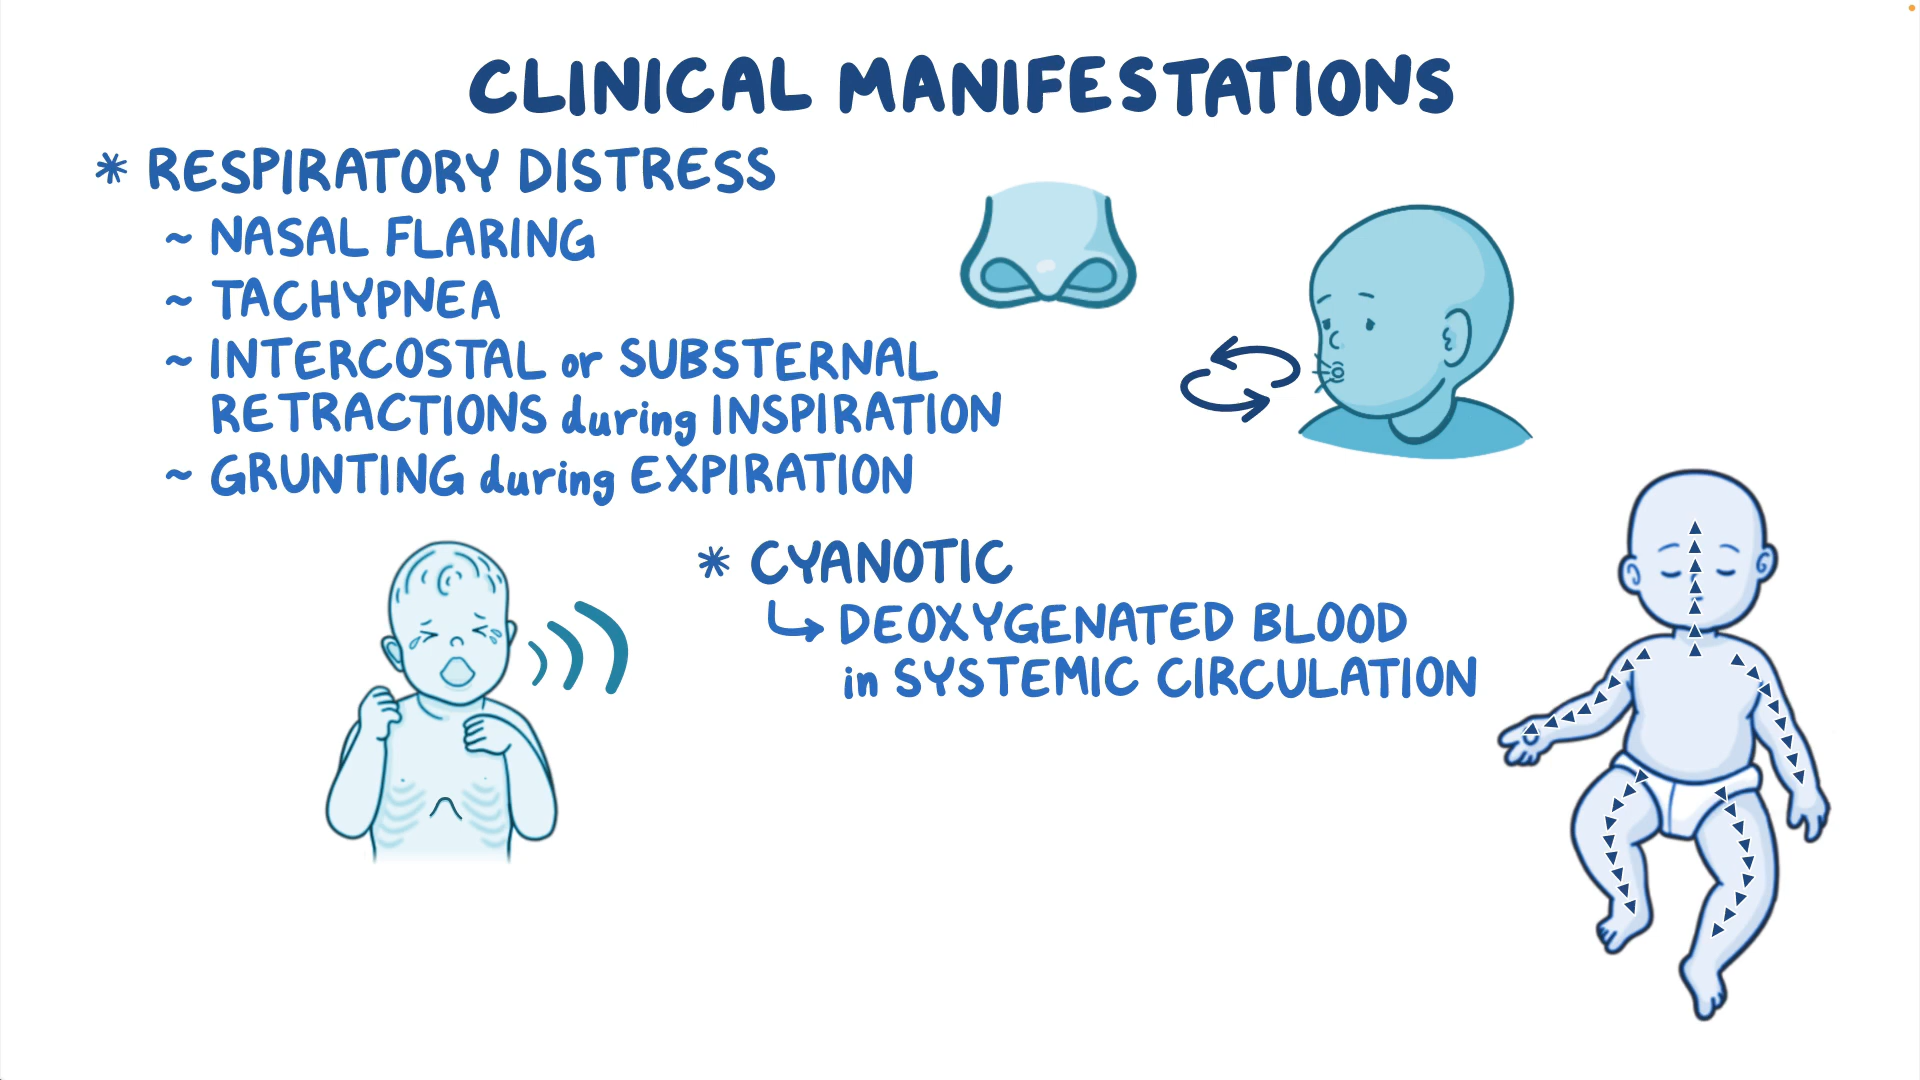 CLINICAL MANIFESTATIONS
* RESPIRATORY DISTRESS
~ NASAL FLARING
~ TACHYPNEA
~ INTERCOSTAL or SUBSTERNAL
RETRACTIONS during INSPIRATION
~ GRUNTING during EXPIRATION
* CYANOTIC
↳ DEOXYGENATED BLOOD
in SYSTEMIC CIRCULATION